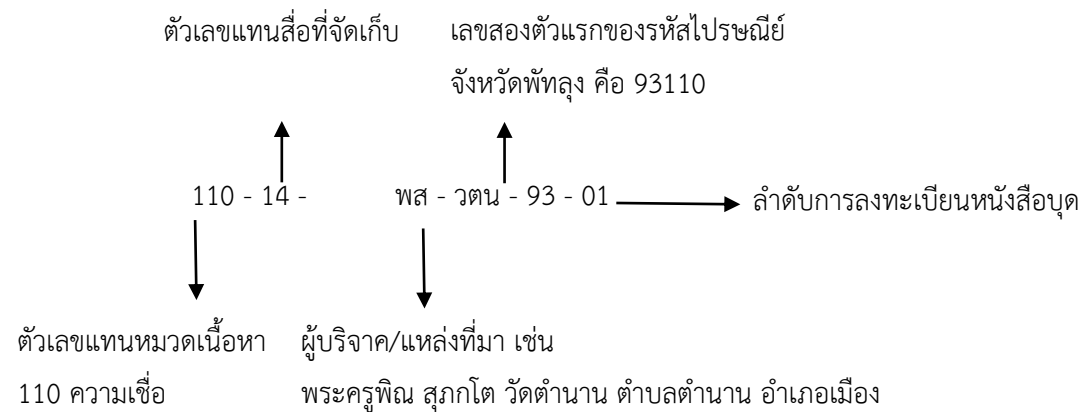 ตัวเลขแทนสื่อที่จัดเก็บ
เลขสองตัวแรกของรหัสไปรษณีย์
จังหวัดพัทลุง คือ 93110
110 - 14 - พส - วตน - 93 - 01
ลำดับการลงทะเบียนหนังสือบุด
ตัวเลขแทนหมวดเนื้อหา
110 ความเชื่อ
ผู้บริจาค/แหล่งที่มา เช่น
พระครูพิณ สุภกโต วัดตำนาน ตำบลตำนาน อำเภอเมือง